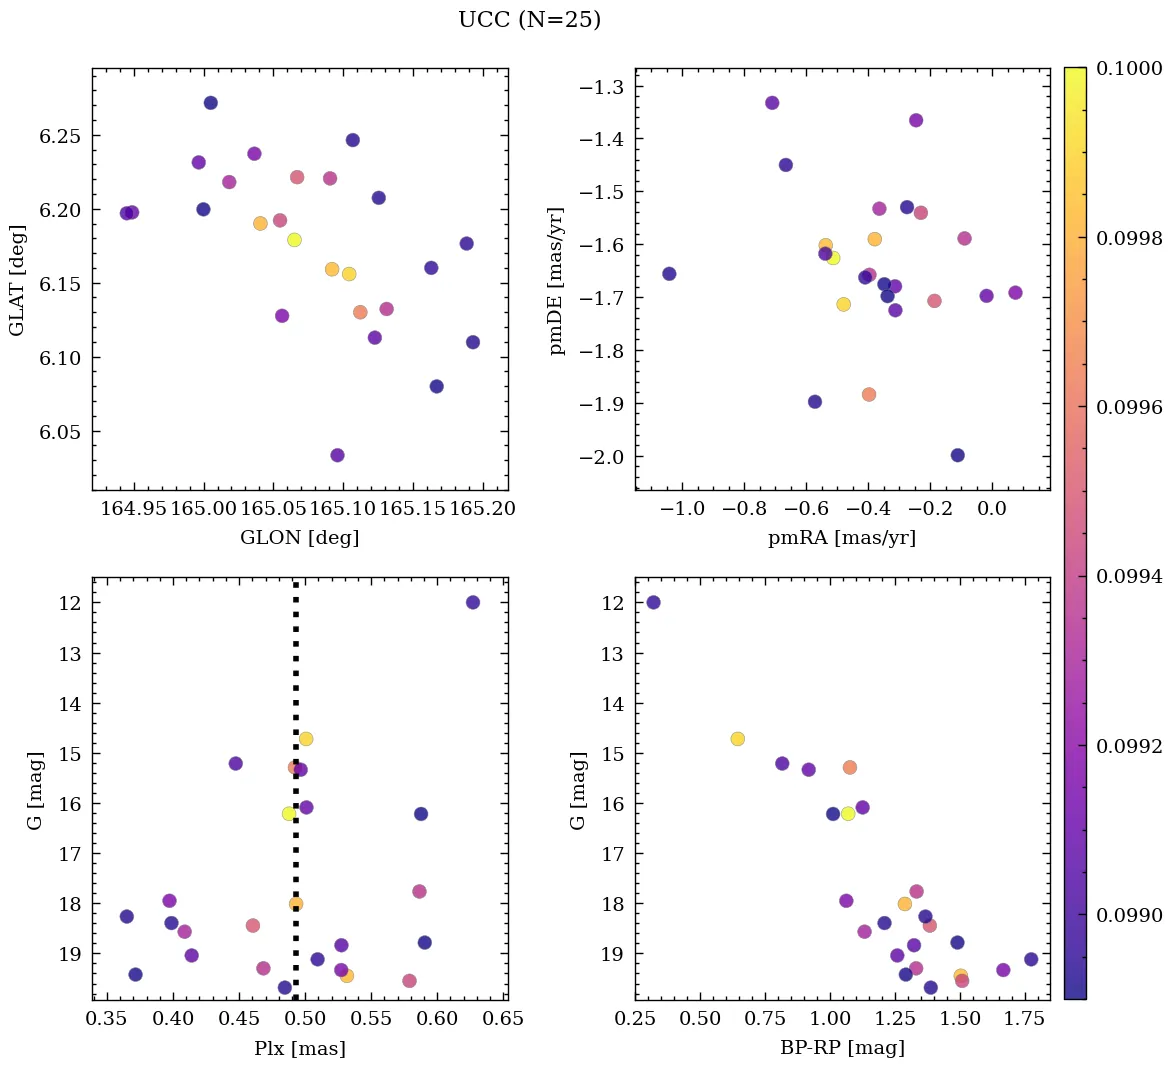 UCC (N=25)
6.25
6.20
6.15
6.10
6.05
GLAT [deg]
164.95 165.00 165.05 165.10 165.15 165.20
GLON [deg]
−1.3
−1.4
−1.5
−1.6
−1.7
−1.8
−1.9
−2.0
pmDE [mas/yr]
−1.0 −0.8 −0.6 −0.4 −0.2 0.0
pmRA [mas/yr]
0.1000
0.0998
0.0996
0.0994
0.0992
0.0990
12
13
14
15
16
17
18
19
G [mag]
0.35 0.40 0.45 0.50 0.55 0.60 0.65
Plx [mas]
12
13
14
15
16
17
18
19
G [mag]
0.25 0.50 0.75 1.00 1.25 1.50 1.75
BP-RP [mag]